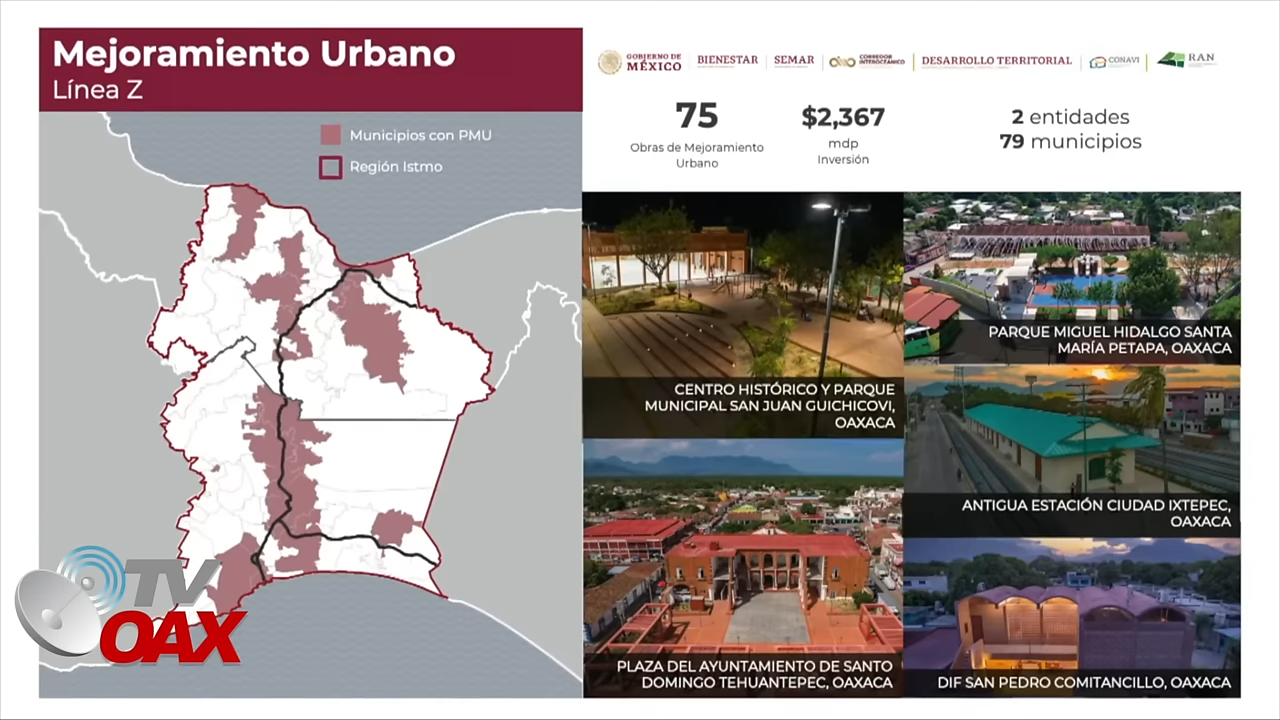 Mejoramiento Urbano
Línea Z
Municipios con PMU
Región Istmo
TV
OAX
GOBIERNO DE
MÉXICO
BIENESTAR
SEMAR
CORREDOR
INTEROCEÁNICO
DESARROLLO TERRITORIAL
CONAVI
RAN
75
Obras de Mejoramiento
Urbano
$2,367
mdp
Inversión
2 entidades
79 municipios
CENTRO HISTÓRICO Y PARQUE
MUNICIPAL SAN JUAN GUICHICOVI,
OAXACA
PARQUE MIGUEL HIDALGO SANTA
MARÍA PETAPA, OAXACA
ANTIGUA ESTACIÓN CIUDAD IXTEPEC,
OAXACA
PLAZA DEL AYUNTAMIENTO DE SANTO
DOMINGO TEHUANTEPEC, OAXACA
DIF SAN PEDRO COMITANCILLO, OAXACA